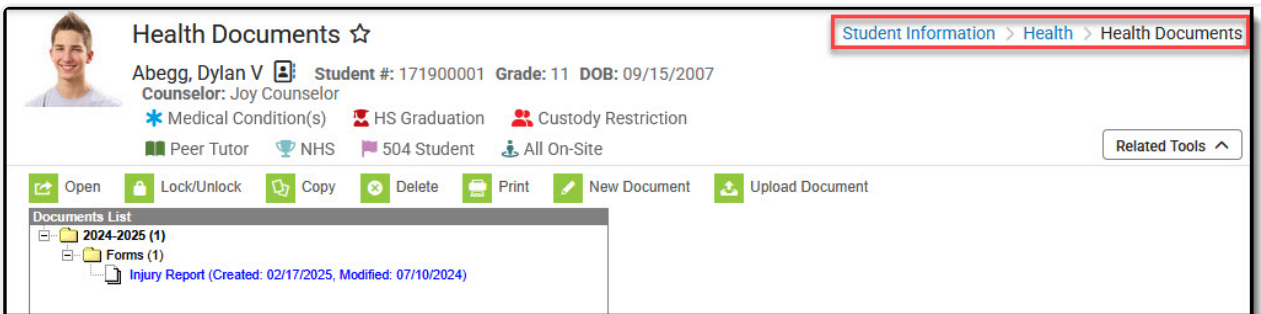 Health Documents
Student Information > Health > Health Documents
Abegg, Dylan V Student #: 171900001 Grade: 11 DOB: 09/15/2007
Counselor: Joy Counselor
Medical Condition(s) HS Graduation Custody Restriction
Peer Tutor NHS 504 Student All On-Site
Related Tools
Open Lock/Unlock Copy Delete Print New Document Upload Document
Documents List
2024-2025 (1)
Forms (1)
Injury Report (Created: 02/17/2025, Modified: 07/10/2024)